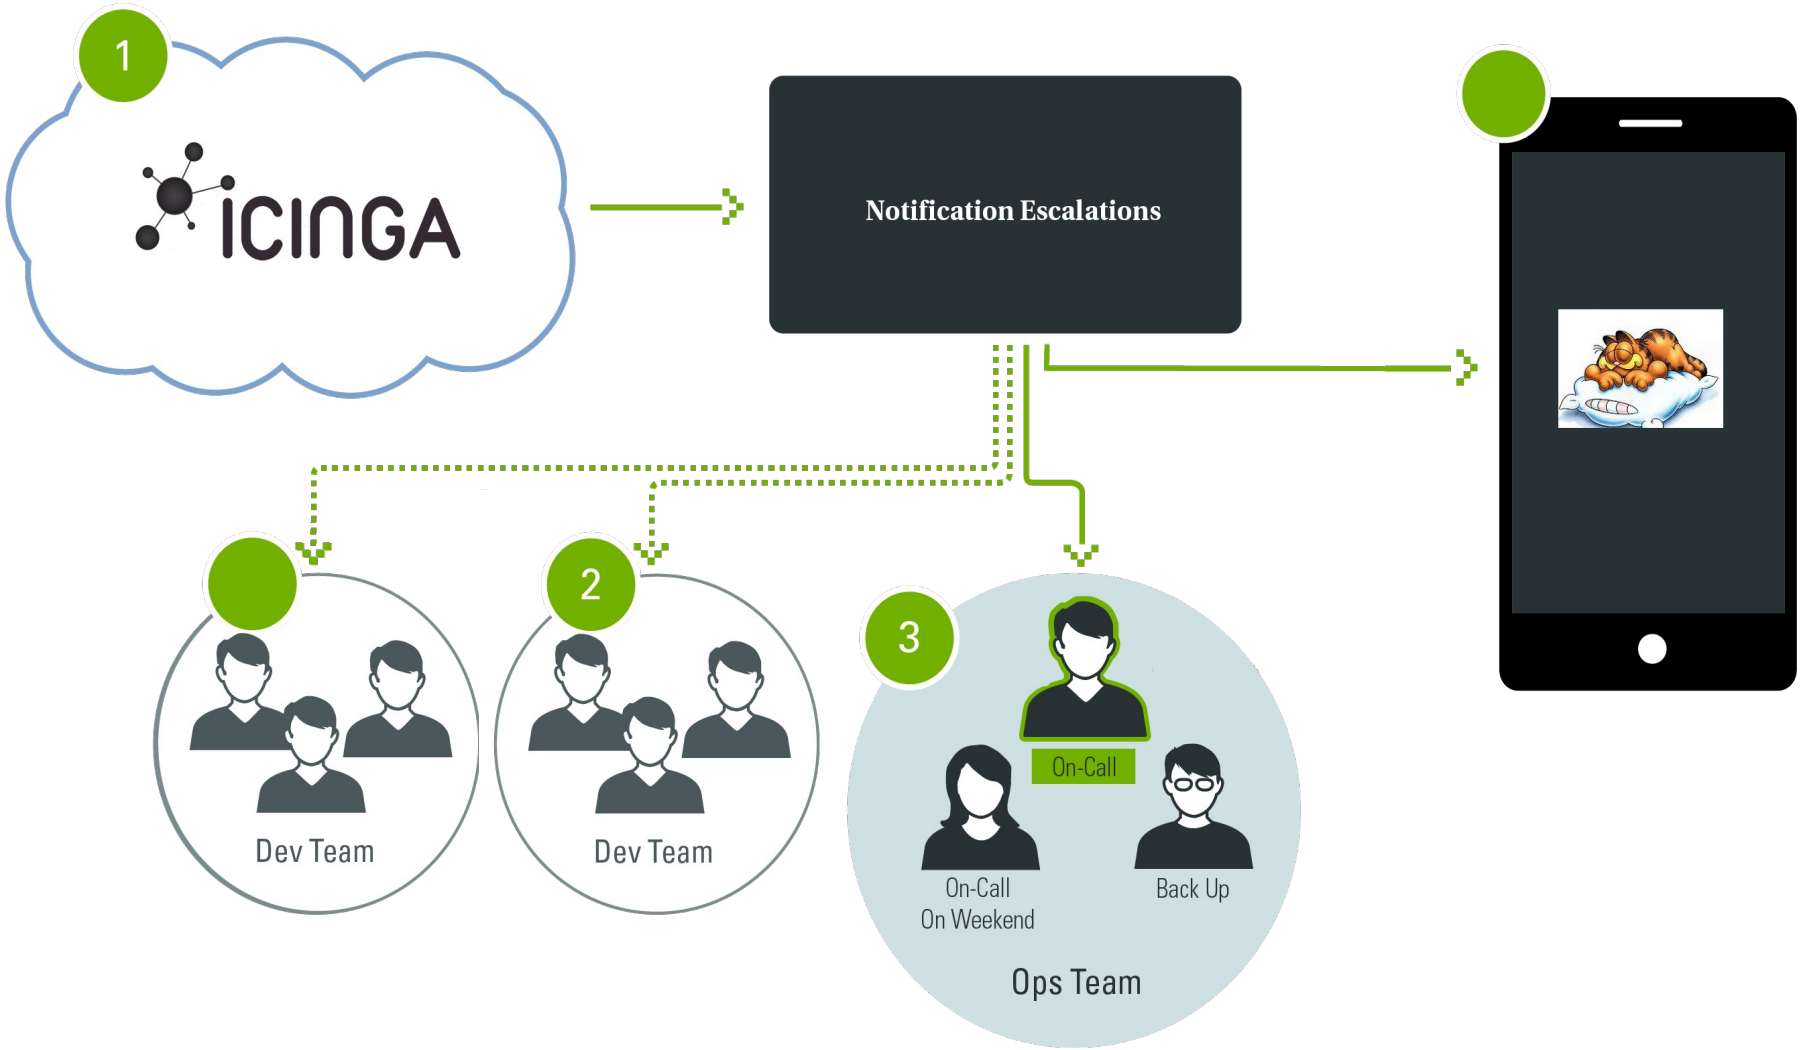 1
ICINGA
Notification Escalations
2
3
On-Call
On-Call
On Weekend
Back Up
Dev Team
Dev Team
Ops Team